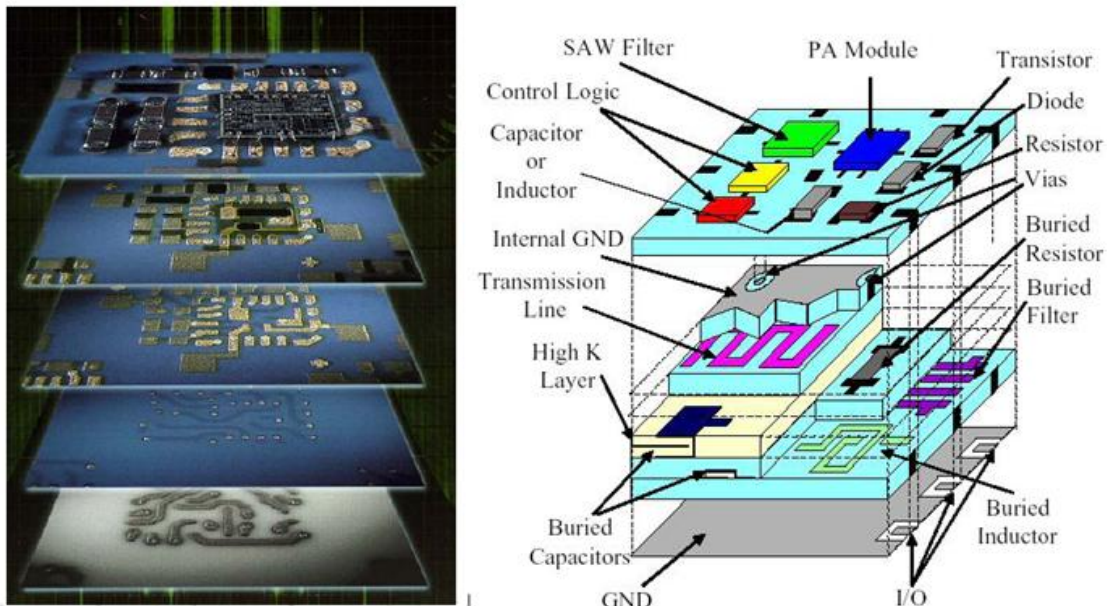 SAW Filter
PA Module
Transistor
Control Logic
Diode
Capacitor
or
Inductor
Resistor
Vias
Internal GND
Buried
Resistor
Transmission
Line
Buried
Filter
High K
Layer
Buried
Capacitors
Buried
Inductor
GND
I/O